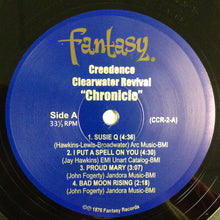 Fantasy.
Creedence
Clearwater Revival
"Chronicle"
Side A
33⅓ RPM
(CCR-2-A)
1. SUSIE Q (4:36)
(Hawkins-Lewis-Broadwater) Arc Music-BMI
2. I PUT A SPELL ON YOU (4:30)
(Jay Hawkins) EMI Unart Catalog-BMI
3. PROUD MARY (3:07)
(John Fogerty) Jandora Music-BMI
4. BAD MOON RISING (2:18)
(John Fogerty) Jandora Music-BMI
℗© 1976 Fantasy Records